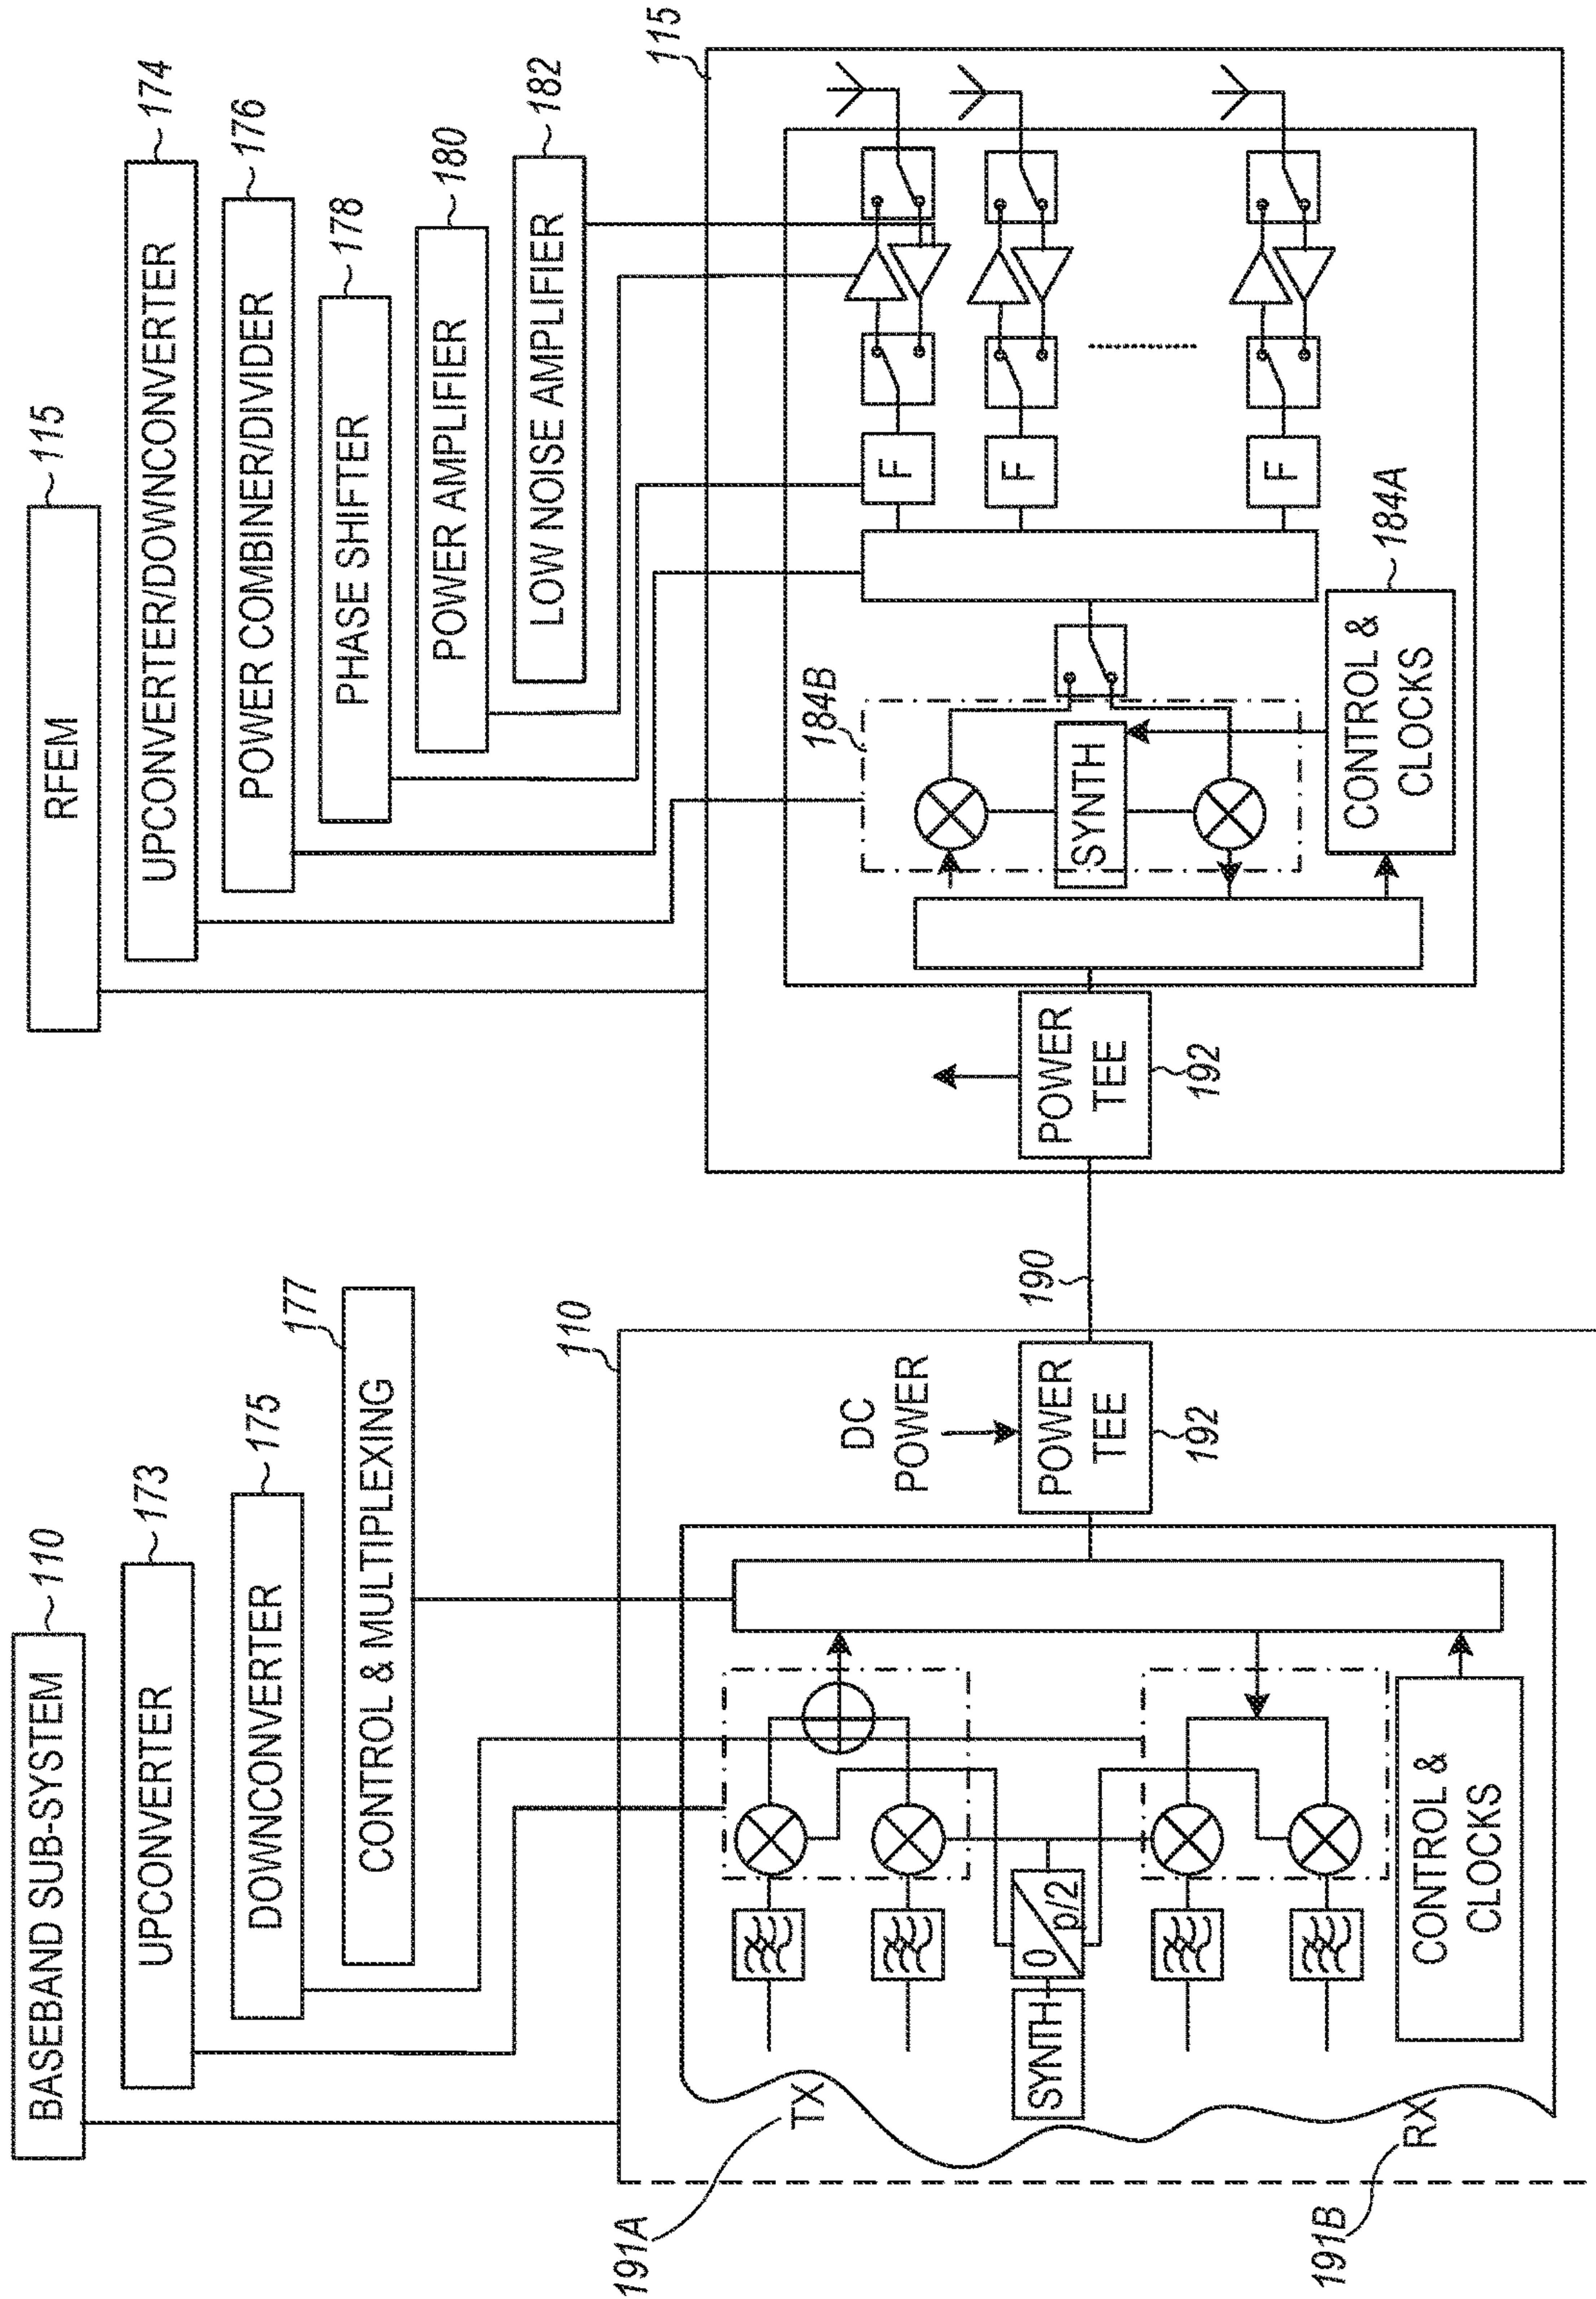 BASEBAND SUB-SYSTEM
110
UPCONVERTER
173
DOWNCONVERTER
175
CONTROL & MULTIPLEXING
177
110
191A
TX
191B
RX
SYNTH
0
p/2
CONTROL &
CLOCKS
DC
POWER
POWER
TEE
192
190
RFEM
115
UPCONVERTER/DOWNCONVERTER
174
POWER COMBINER/DIVIDER
176
PHASE SHIFTER
178
POWER AMPLIFIER
180
LOW NOISE AMPLIFIER
182
115
POWER
TEE
192
184B
SYNTH
CONTROL &
CLOCKS
184A
F
F
F